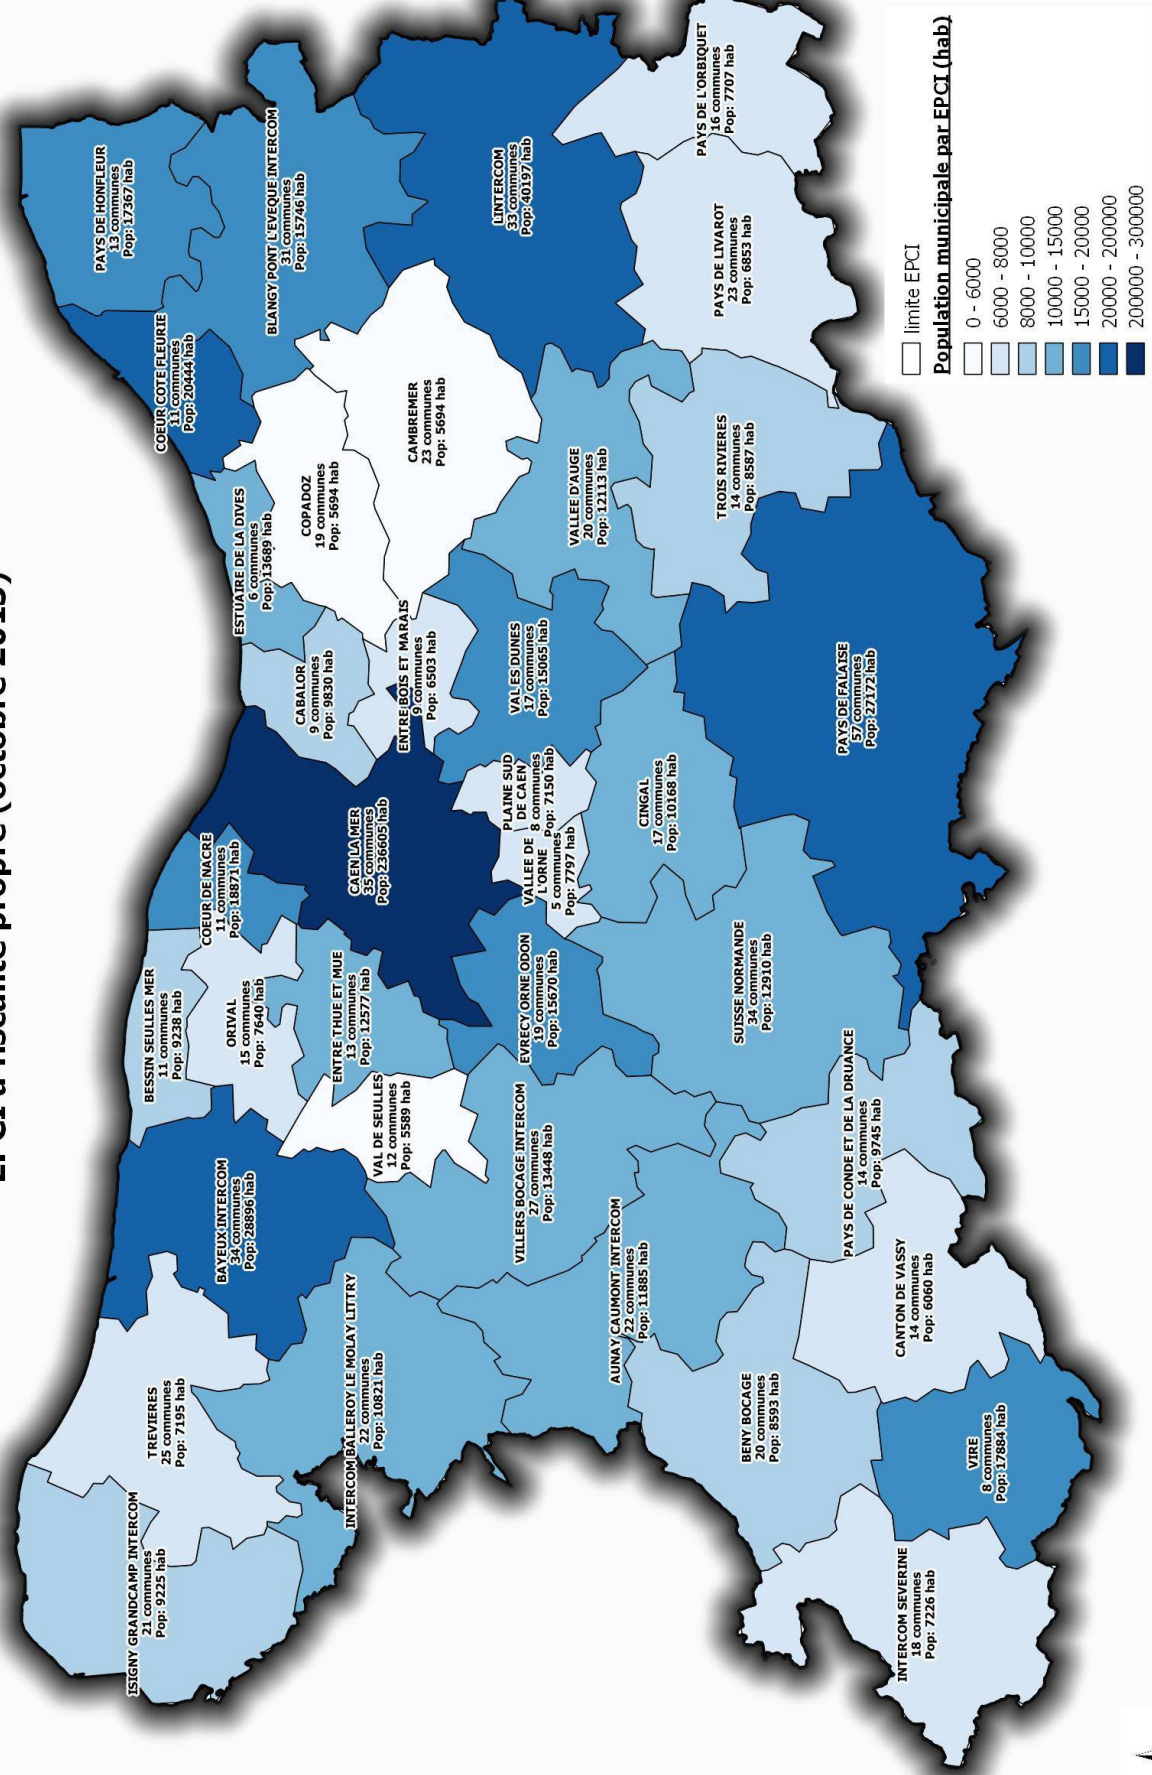 PAYS DE HONFLEUR
13 communes
Pop: 17367 hab
COEUR COTE FLEURIE
11 communes
Pop: 20444 hab
BLANGY PONT L'EVEQUE INTERCOM
31 communes
Pop: 15746 hab
LINTERCOM
33 communes
Pop: 40197 hab
PAYS DE L'ORBIQUET
16 communes
Pop: 7707 hab
PAYS DE LIVAROT
23 communes
Pop: 6853 hab
CAMBREMER
23 communes
Pop: 5694 hab
COPADOZ
19 communes
Pop: 5694 hab
ESTUAIRE DE LA DIVES
6 communes
Pop: 13689 hab
CABALOR
9 communes
Pop: 9830 hab
ENTRE BOIS ET MARAIS
9 communes
Pop: 6503 hab
VALLEE D'AUGE
20 communes
Pop: 12113 hab
TROIS RIVIERES
14 communes
Pop: 8587 hab
VAL ES DUNES
17 communes
Pop: 15065 hab
PAYS DE FALAISE
57 communes
Pop: 27172 hab
PLAINE SUD
DE CAEN
8 communes
Pop: 7150 hab
VALLEE DE
L'ORNE
5 communes
Pop: 7797 hab
CINGAL
17 communes
Pop: 10168 hab
CAEN LA MER
35 communes
Pop: 236605 hab
COEUR DE NACRE
11 communes
Pop: 18871 hab
BESSIN SEULLES MER
11 communes
Pop: 9238 hab
ORIVAL
15 communes
Pop: 7640 hab
ENTRE THUE ET MUE
13 communes
Pop: 12577 hab
EVRECY ORNE ODON
19 communes
Pop: 15670 hab
SUISSE NORMANDE
34 communes
Pop: 12910 hab
VAL DE SEULLES
12 communes
Pop: 5589 hab
VILLERS BOCAGE INTERCOM
27 communes
Pop: 13448 hab
PAYS DE CONDE ET DE LA DRUANCE
14 communes
Pop: 9745 hab
BAYEUX INTERCOM
34 communes
Pop: 28896 hab
AUNAY CAUMONT INTERCOM
22 communes
Pop: 11885 hab
CANTON DE VASSY
14 communes
Pop: 6060 hab
INTERCOM BALLEROY LE MOLAY LITTRY
22 communes
Pop: 10821 hab
TREVIERES
25 communes
Pop: 7195 hab
BENY BOCAGE
20 communes
Pop: 8593 hab
VIRE
8 communes
Pop: 17884 hab
ISIGNY GRANDCAMP INTERCOM
21 communes
Pop: 9225 hab
INTERCOM SEVERINE
18 communes
Pop: 7226 hab
limite EPCI
Population municipale par EPCI (hab)
0 - 6000
6000 - 8000
8000 - 10000
10000 - 15000
15000 - 20000
20000 - 200000
200000 - 300000